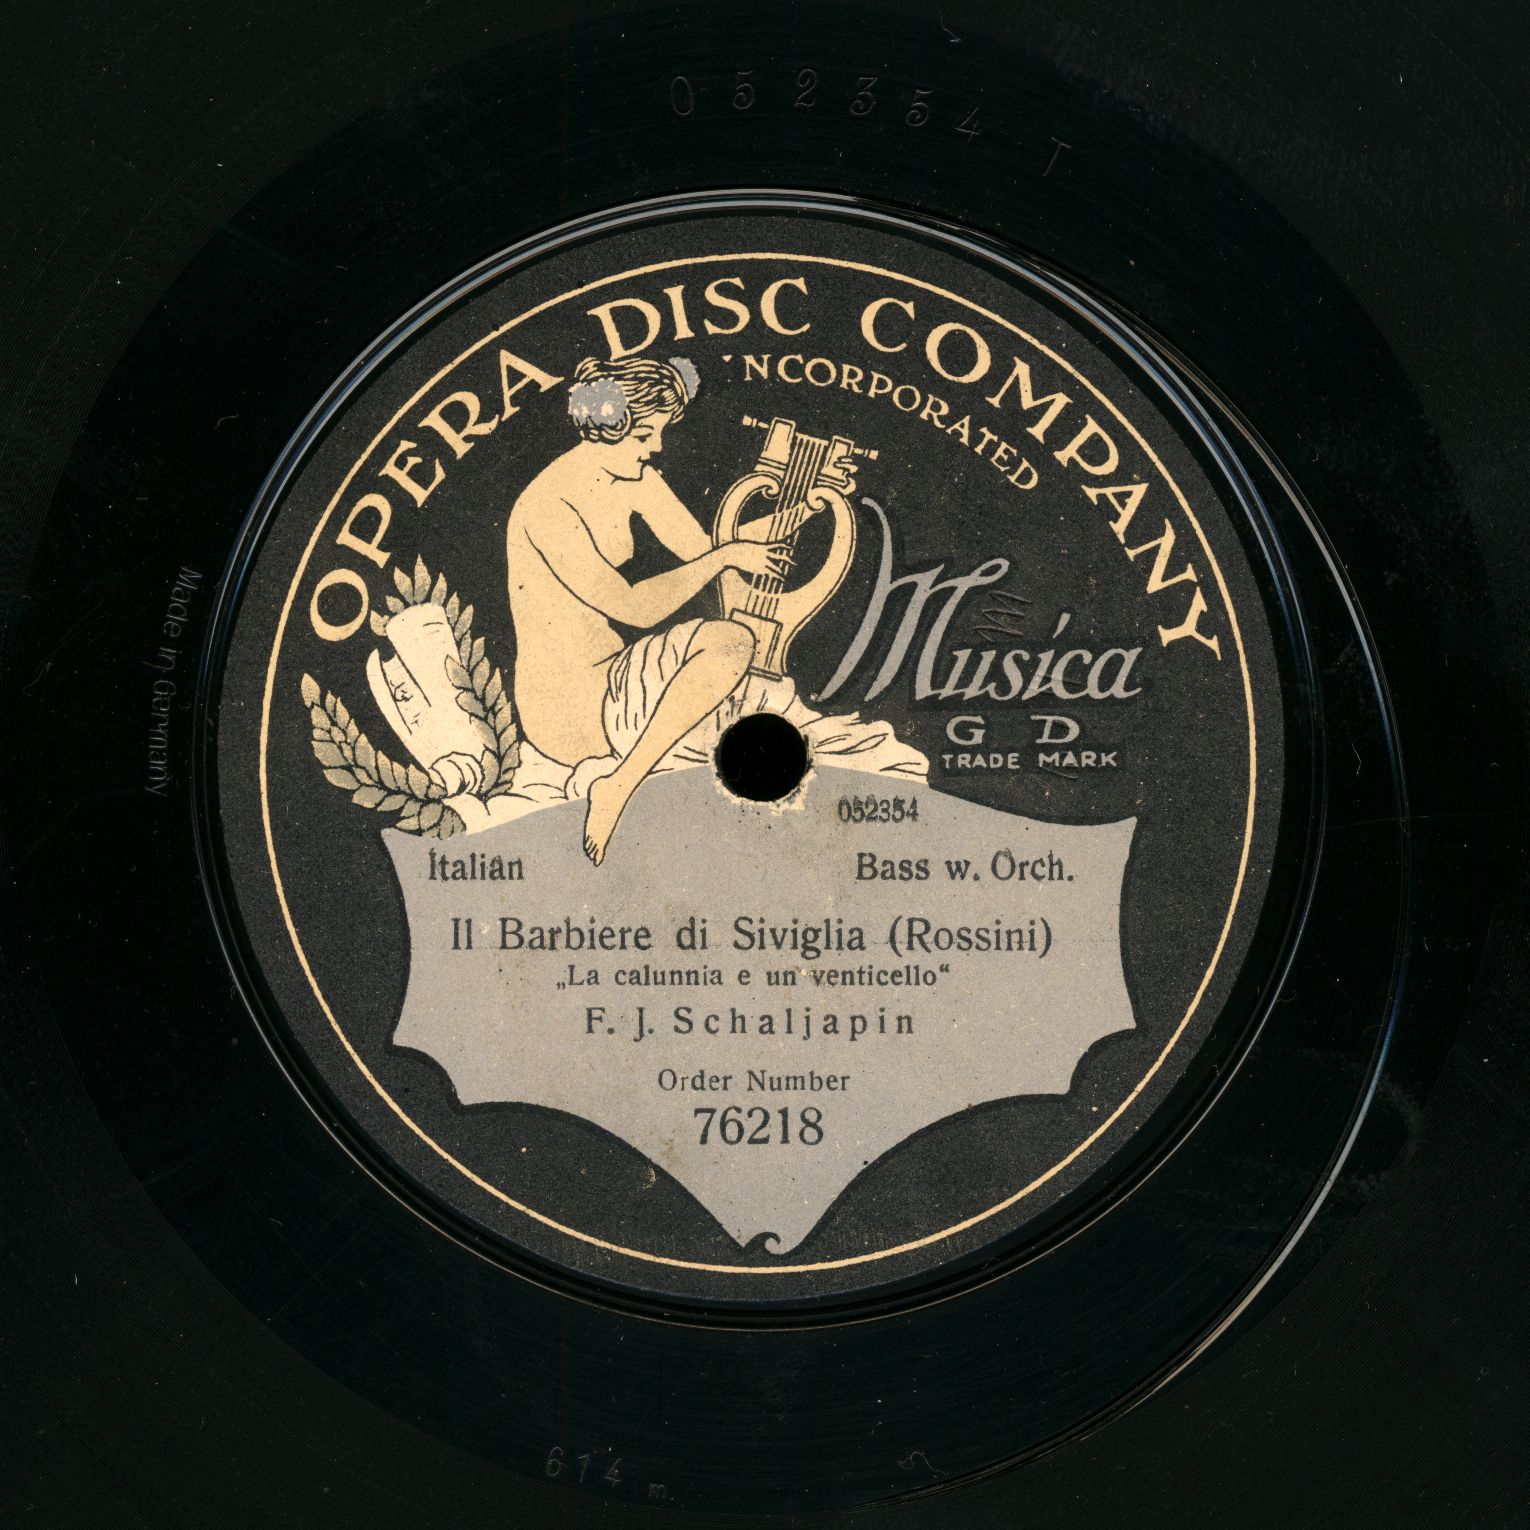 052354 T
OPERA DISC COMPANY
INCORPORATED
Musica
G D
TRADE MARK
052354
Italian Bass w. Orch.
Il Barbiere di Siviglia (Rossini)
„La calunnia e un venticello“
F. J. Schaljapin
Order Number
76218
Made in Germany
614 m.